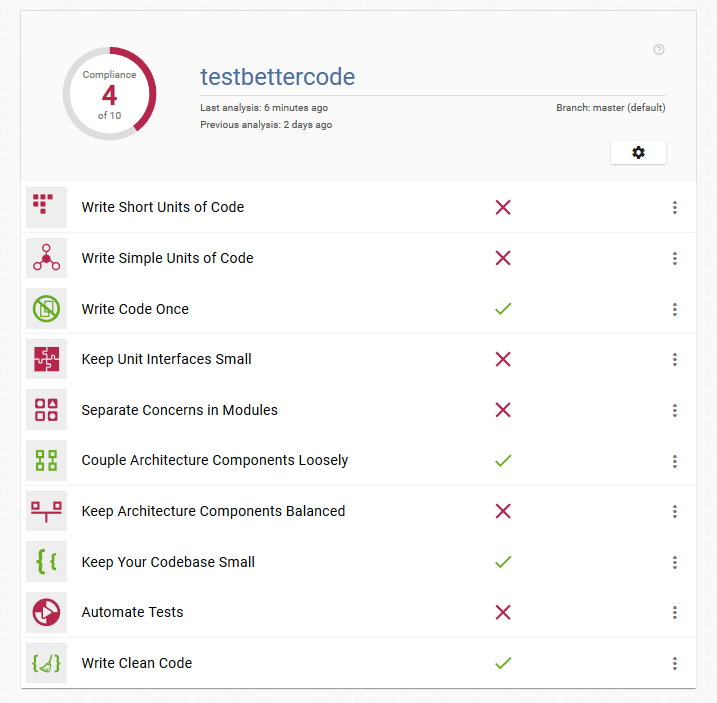 Compliance
4
of 10
testbettercode
Last analysis: 6 minutes ago
Branch: master (default)
Previous analysis: 2 days ago
Write Short Units of Code
Write Simple Units of Code
Write Code Once
Keep Unit Interfaces Small
Separate Concerns in Modules
Couple Architecture Components Loosely
Keep Architecture Components Balanced
Keep Your Codebase Small
Automate Tests
Write Clean Code